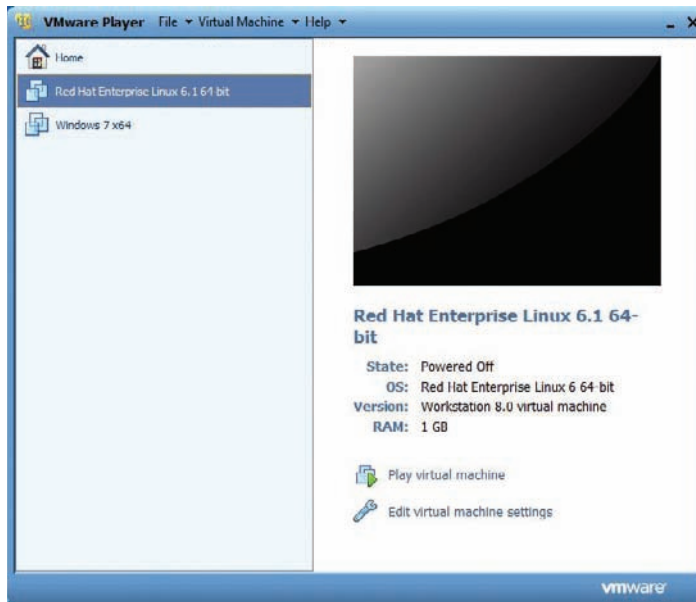 VMware Player File Virtual Machine Help
Home
Red Hat Enterprise Linux 6.1 64 bit
Windows 7 x64
Red Hat Enterprise Linux 6.1 64-
bit
State: Powered Off
OS: Red Hat Enterprise Linux 6 64-bit
Version: Workstation 8.0 virtual machine
RAM: 1 GB
Play virtual machine
Edit virtual machine settings
vmware